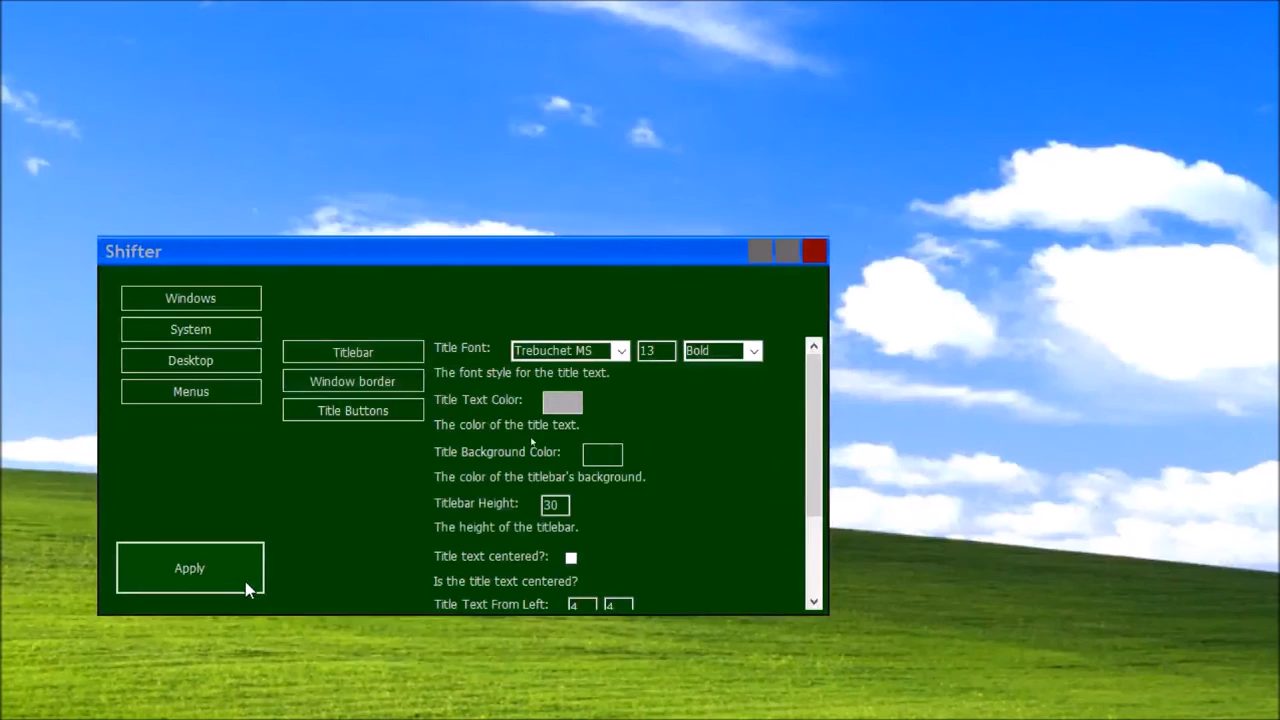 Shifter
Windows
System
Desktop
Menus
Apply
Titlebar
Window border
Title Buttons
Title Font: Trebuchet MS 13 Bold
The font style for the title text.
Title Text Color:
The color of the title text.
Title Background Color:
The color of the titlebar's background.
Titlebar Height: 30
The height of the titlebar.
Title text centered?:
Is the title text centered?
Title Text From Left: 4 4